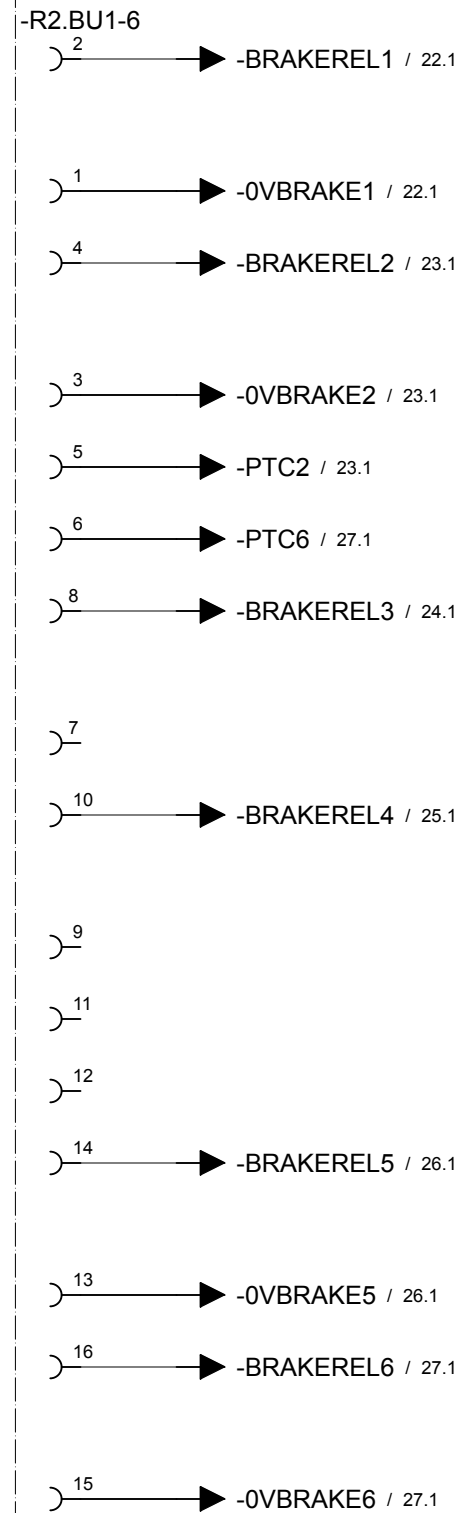 -R2.BU1-6
2 -BRAKEREL1 / 22.1
1 -0VBRAKE1 / 22.1
4 -BRAKEREL2 / 23.1
3 -0VBRAKE2 / 23.1
5 -PTC2 / 23.1
6 -PTC6 / 27.1
8 -BRAKEREL3 / 24.1
7
10 -BRAKEREL4 / 25.1
9
11
12
14 -BRAKEREL5 / 26.1
13 -0VBRAKE5 / 26.1
16 -BRAKEREL6 / 27.1
15 -0VBRAKE6 / 27.1